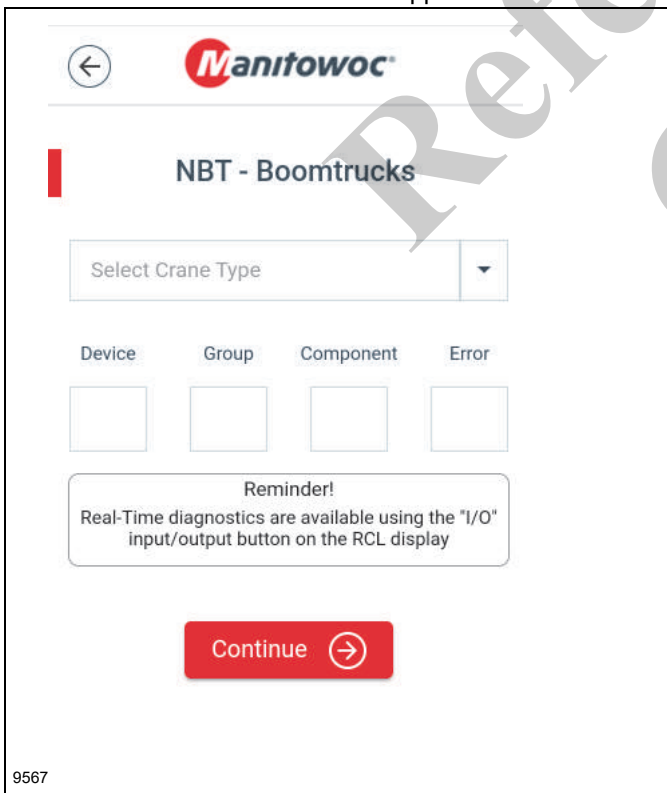 Manitowoc
NBT - Boomtrucks
Select Crane Type
Device Group Component Error
Reminder!
Real-Time diagnostics are available using the "I/O"
input/output button on the RCL display
Continue
9567